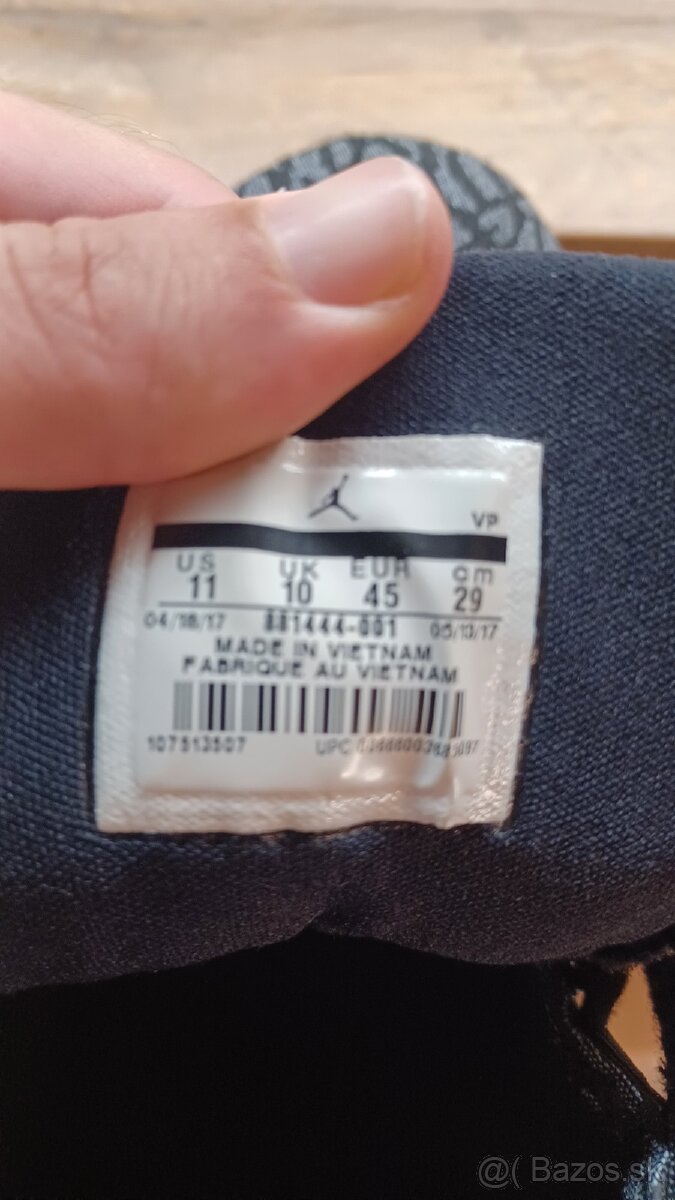 VP
US UK EUR cm
11 10 45 29
04/18/17 881444-001 05/13/17
MADE IN VIETNAM
FABRIQUE AU VIETNAM
107513507 UPC
@( Bazos.sk